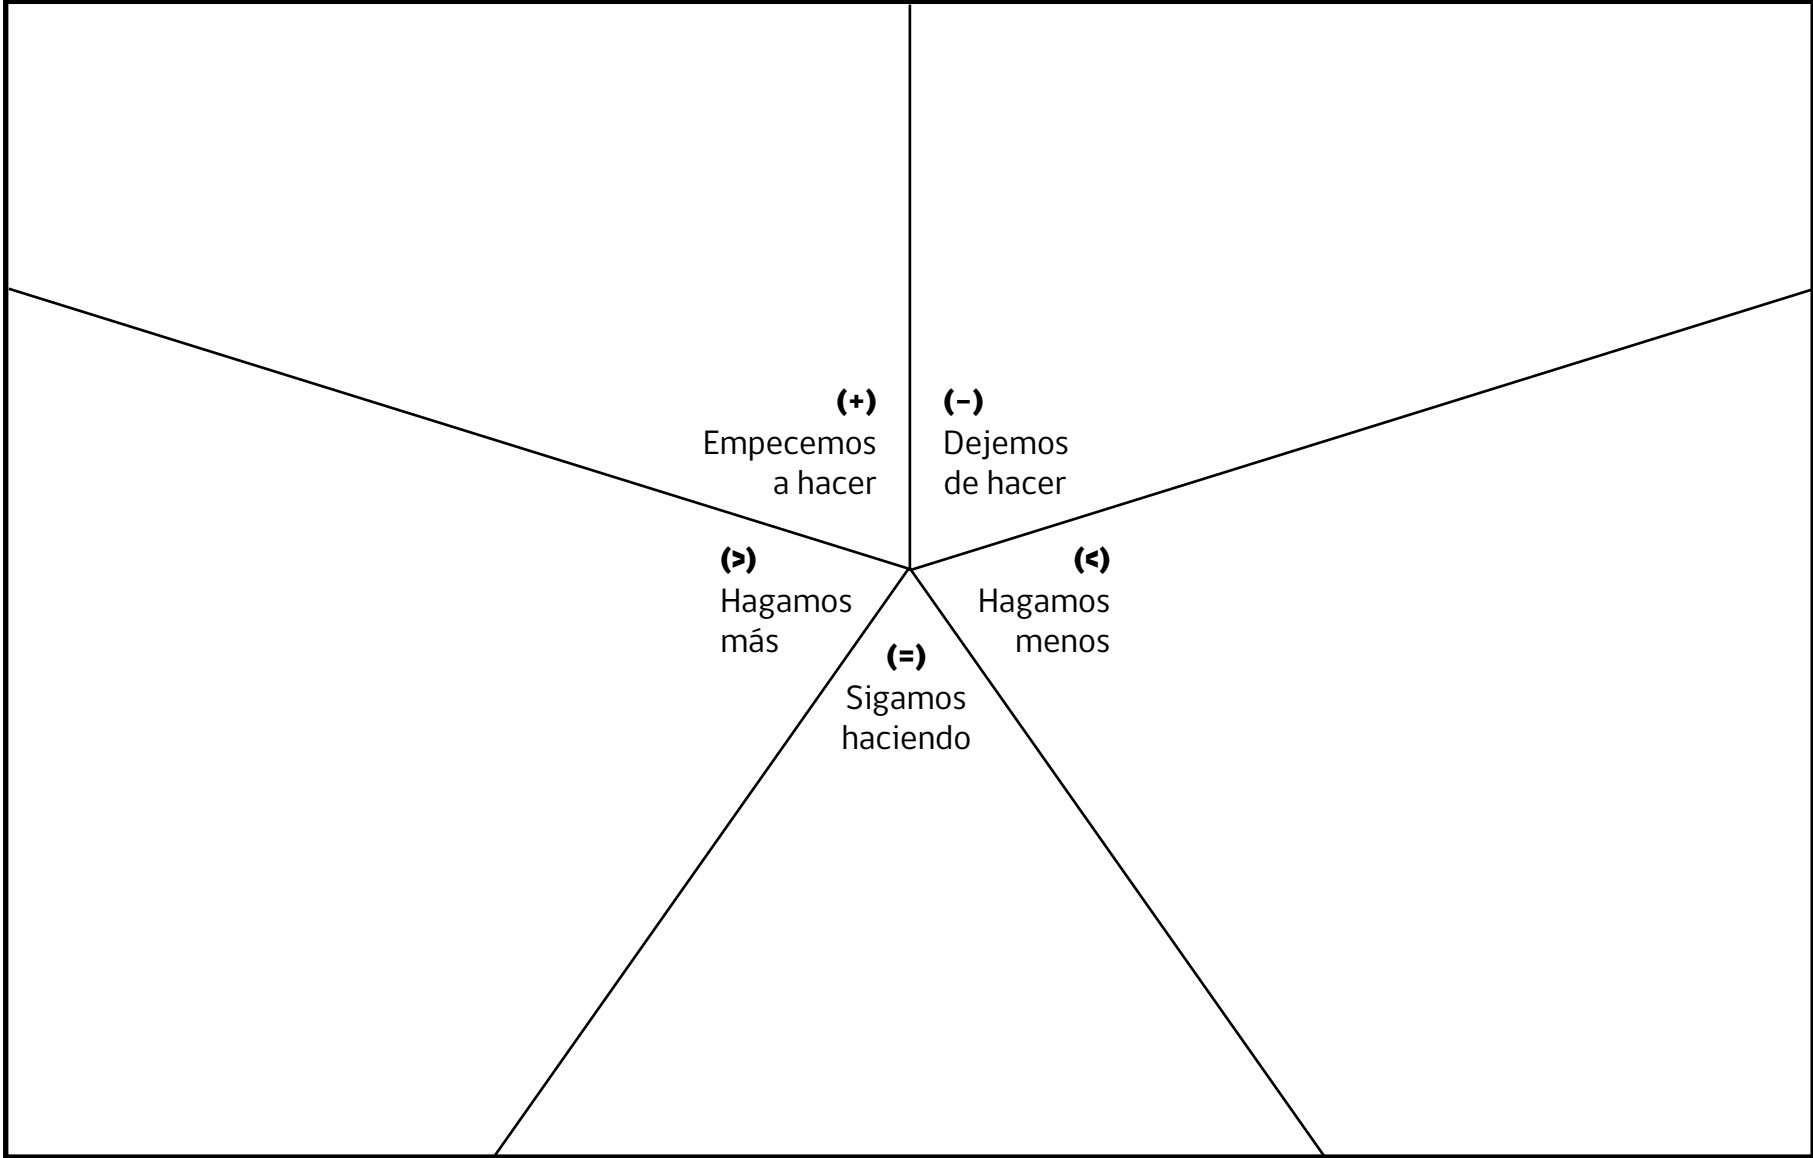 (+)
Empecemos
a hacer
(−)
Dejemos
de hacer
(>)
Hagamos
más
(<)
Hagamos
menos
(=)
Sigamos
haciendo